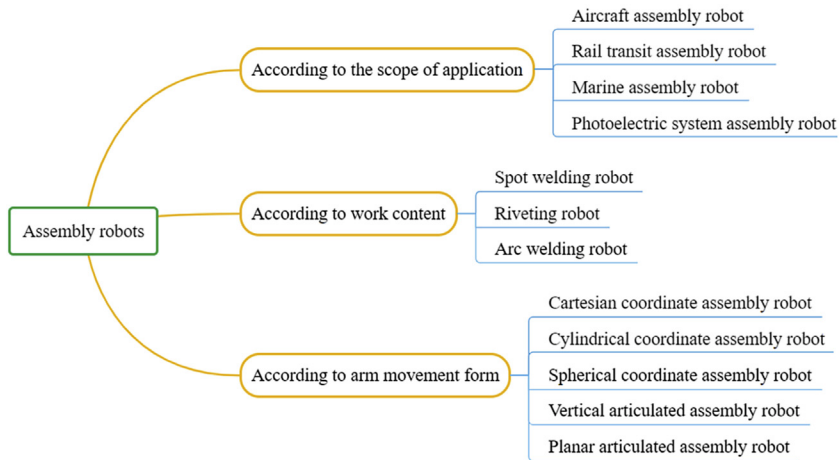 Assembly robots
According to the scope of application
Aircraft assembly robot
Rail transit assembly robot
Marine assembly robot
Photoelectric system assembly robot
According to work content
Spot welding robot
Riveting robot
Arc welding robot
According to arm movement form
Cartesian coordinate assembly robot
Cylindrical coordinate assembly robot
Spherical coordinate assembly robot
Vertical articulated assembly robot
Planar articulated assembly robot